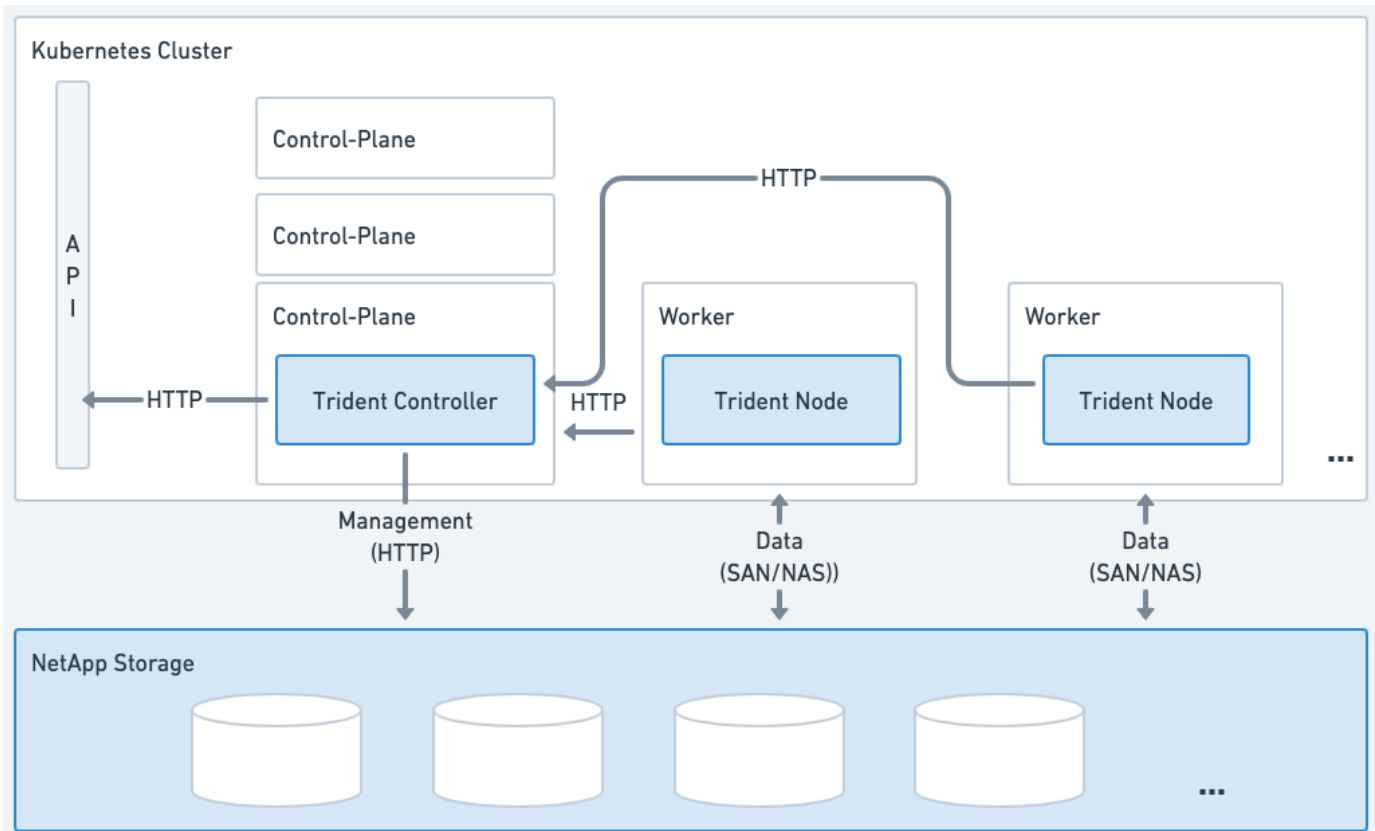 Kubernetes Cluster
A
P
I
Control-Plane
Control-Plane
Control-Plane
Trident Controller
HTTP
HTTP
HTTP
Worker
Trident Node
Worker
Trident Node
...
Management
(HTTP)
Data
(SAN/NAS))
Data
(SAN/NAS)
NetApp Storage
...